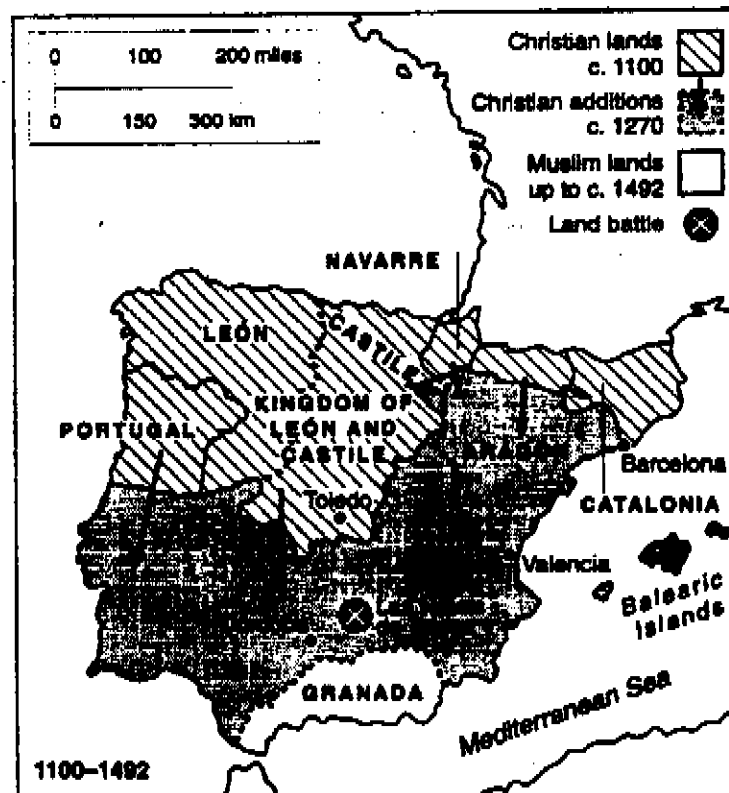 0 100 200 miles
0 150 300 km
Christian lands
c. 1100
Christian additions
c. 1270
Muslim lands
up to c. 1492
Land battle
NAVARRE
LEÓN
CASTILE
KINGDOM OF
LEÓN AND
CASTILE
PORTUGAL
ARAGON
Barcelona
Toledo
CATALONIA
Valencia
Balearic
Islands
GRANADA
Mediterranean Sea
1100–1492